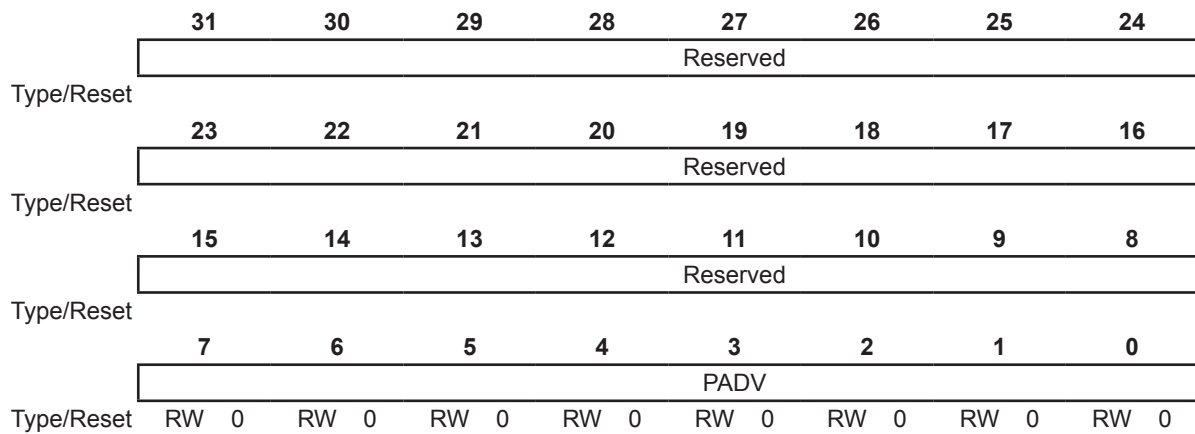 31 30 29 28 27 26 25 24
Reserved
Type/Reset
23 22 21 20 19 18 17 16
Reserved
Type/Reset
15 14 13 12 11 10 9 8
Reserved
Type/Reset
7 6 5 4 3 2 1 0
PADV
Type/Reset RW 0 RW 0 RW 0 RW 0 RW 0 RW 0 RW 0 RW 0